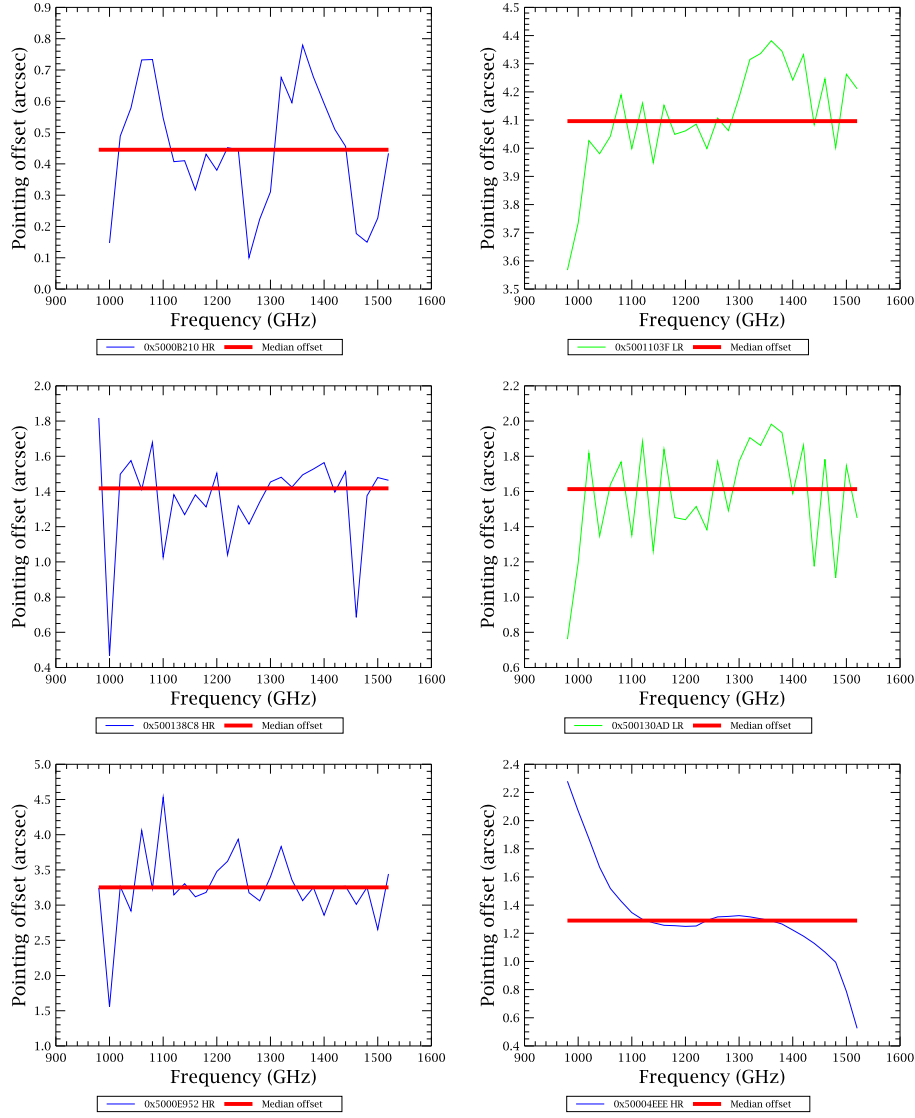 0.9
0.8
0.7
0.6
0.5
0.4
0.3
0.2
0.1
0.0
Pointing offset (arcsec)
900 1000 1100 1200 1300 1400 1500 1600
Frequency (GHz)
0x5000B210 HR Median offset
4.5
4.4
4.3
4.2
4.1
4.0
3.9
3.8
3.7
3.6
3.5
Pointing offset (arcsec)
900 1000 1100 1200 1300 1400 1500 1600
Frequency (GHz)
0x5001103F LR Median offset
2.0
1.8
1.6
1.4
1.2
1.0
0.8
0.6
0.4
Pointing offset (arcsec)
900 1000 1100 1200 1300 1400 1500 1600
Frequency (GHz)
0x500138C8 HR Median offset
2.2
2.0
1.8
1.6
1.4
1.2
1.0
0.8
0.6
Pointing offset (arcsec)
900 1000 1100 1200 1300 1400 1500 1600
Frequency (GHz)
0x500130AD LR Median offset
5.0
4.5
4.0
3.5
3.0
2.5
2.0
1.5
1.0
Pointing offset (arcsec)
900 1000 1100 1200 1300 1400 1500 1600
Frequency (GHz)
0x5000E952 HR Median offset
2.4
2.2
2.0
1.8
1.6
1.4
1.2
1.0
0.8
0.6
0.4
Pointing offset (arcsec)
900 1000 1100 1200 1300 1400 1500 1600
Frequency (GHz)
0x50004EEE HR Median offset